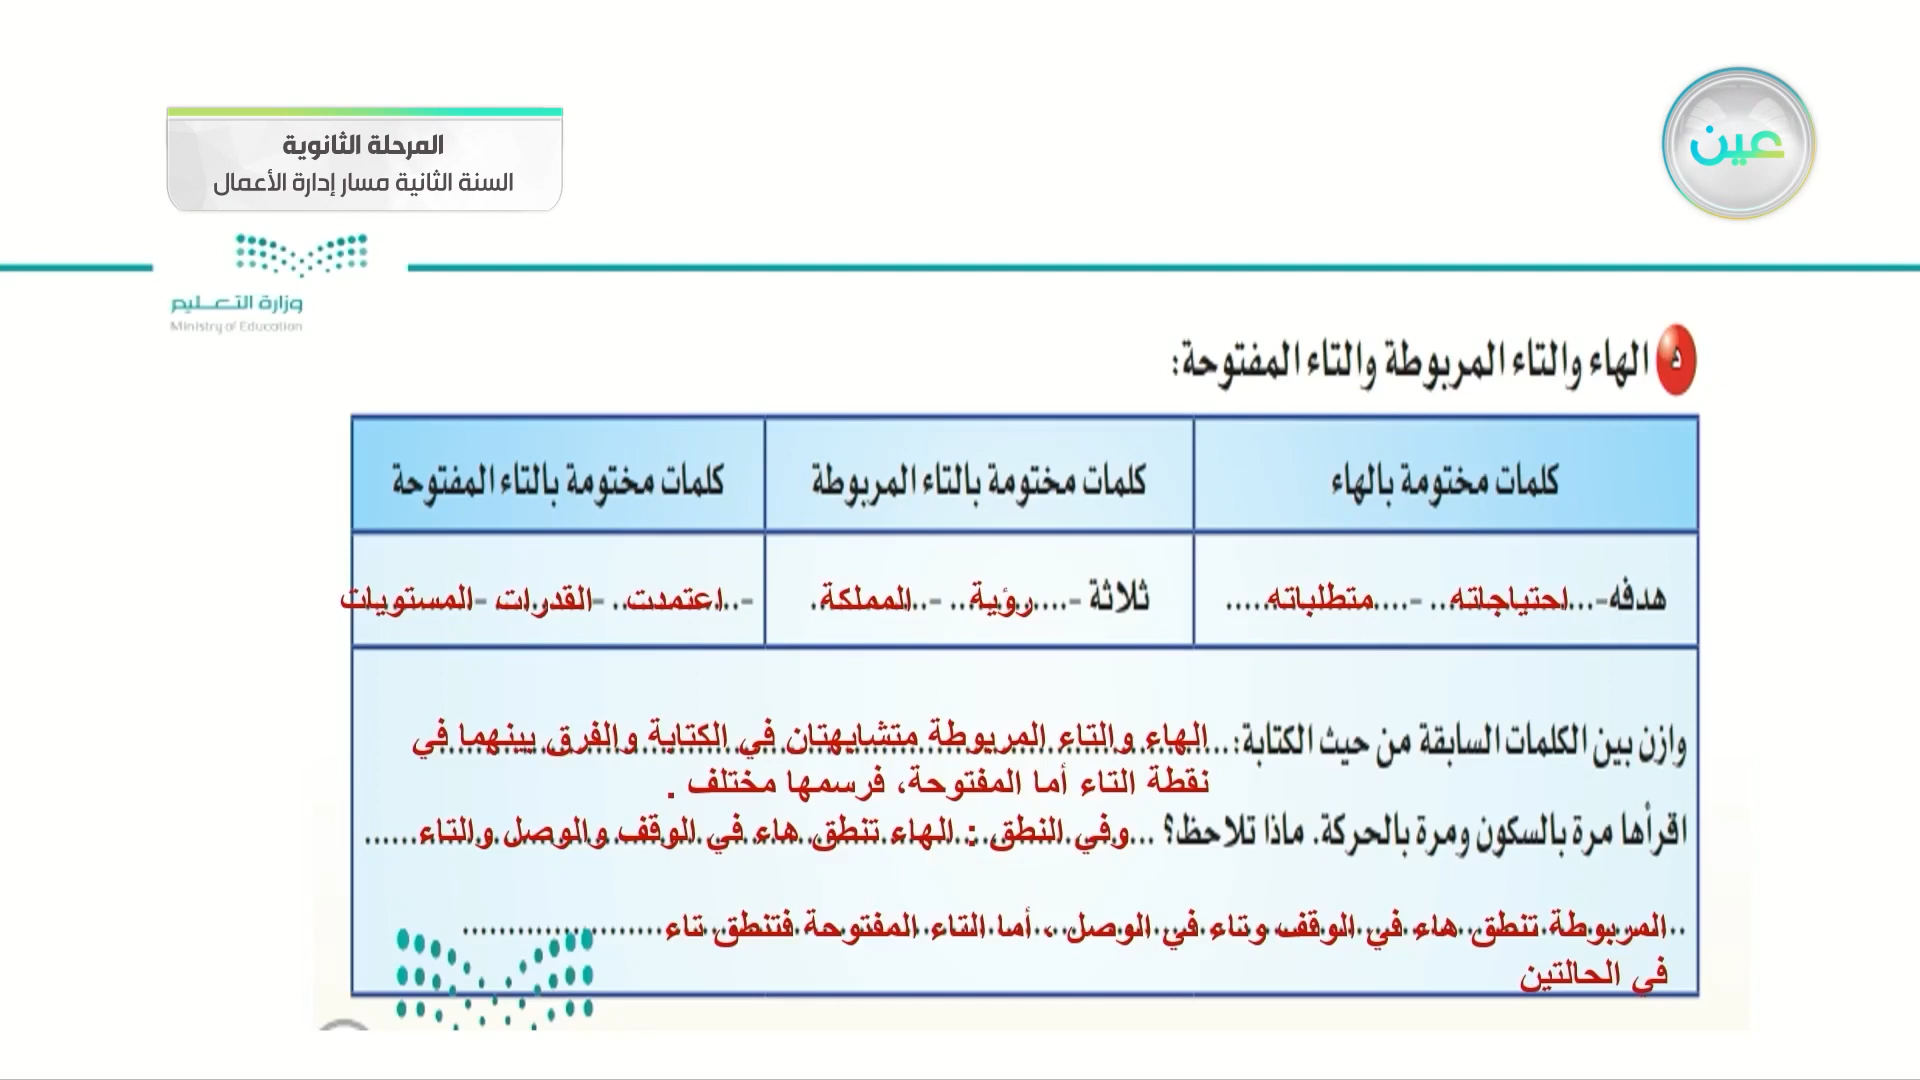 المرحلة الثانوية
السنة الثانية مسار إدارة الأعمال
عين
وزارة التعليم
Ministry of Education
د الهاء والتاء المربوطة والتاء المفتوحة:
كلمات مختومة بالهاء
كلمات مختومة بالتاء المربوطة
كلمات مختومة بالتاء المفتوحة
هدفه-...احتياجاته.. -....متطلباته.....
ثلاثة -....رؤية.. -..المملكة.
-..اعتمدت.. -القدرات -المستويات
وازن بين الكلمات السابقة من حيث الكتابة:..الهاء والتاء المربوطة متشابهتان في الكتابة والفرق بينهما في
نقطة التاء أما المفتوحة، فرسمها مختلف .
اقرأها مرة بالسكون ومرة بالحركة. ماذا تلاحظ؟ ...وفي النطق : الهاء تنطق هاء في الوقف والوصل والتاء......
..المربوطة تنطق هاء في الوقف وتاء في الوصل ، أما التاء المفتوحة فتنطق تاء......................
في الحالتين